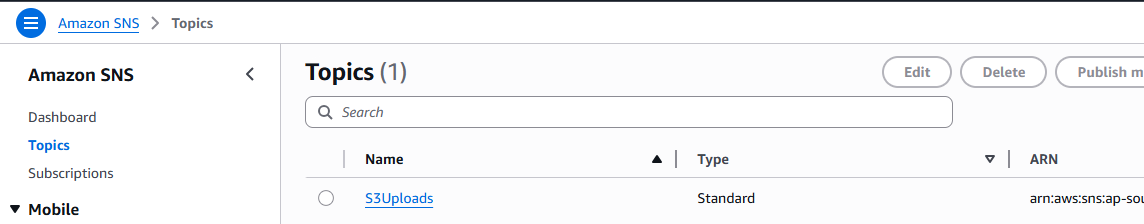 Amazon SNS > Topics
Amazon SNS
Dashboard
Topics
Subscriptions
Mobile
Topics (1)
Edit
Delete
Publish m
Search
Name Type ARN
S3Uploads Standard arn:aws:sns:ap-sou